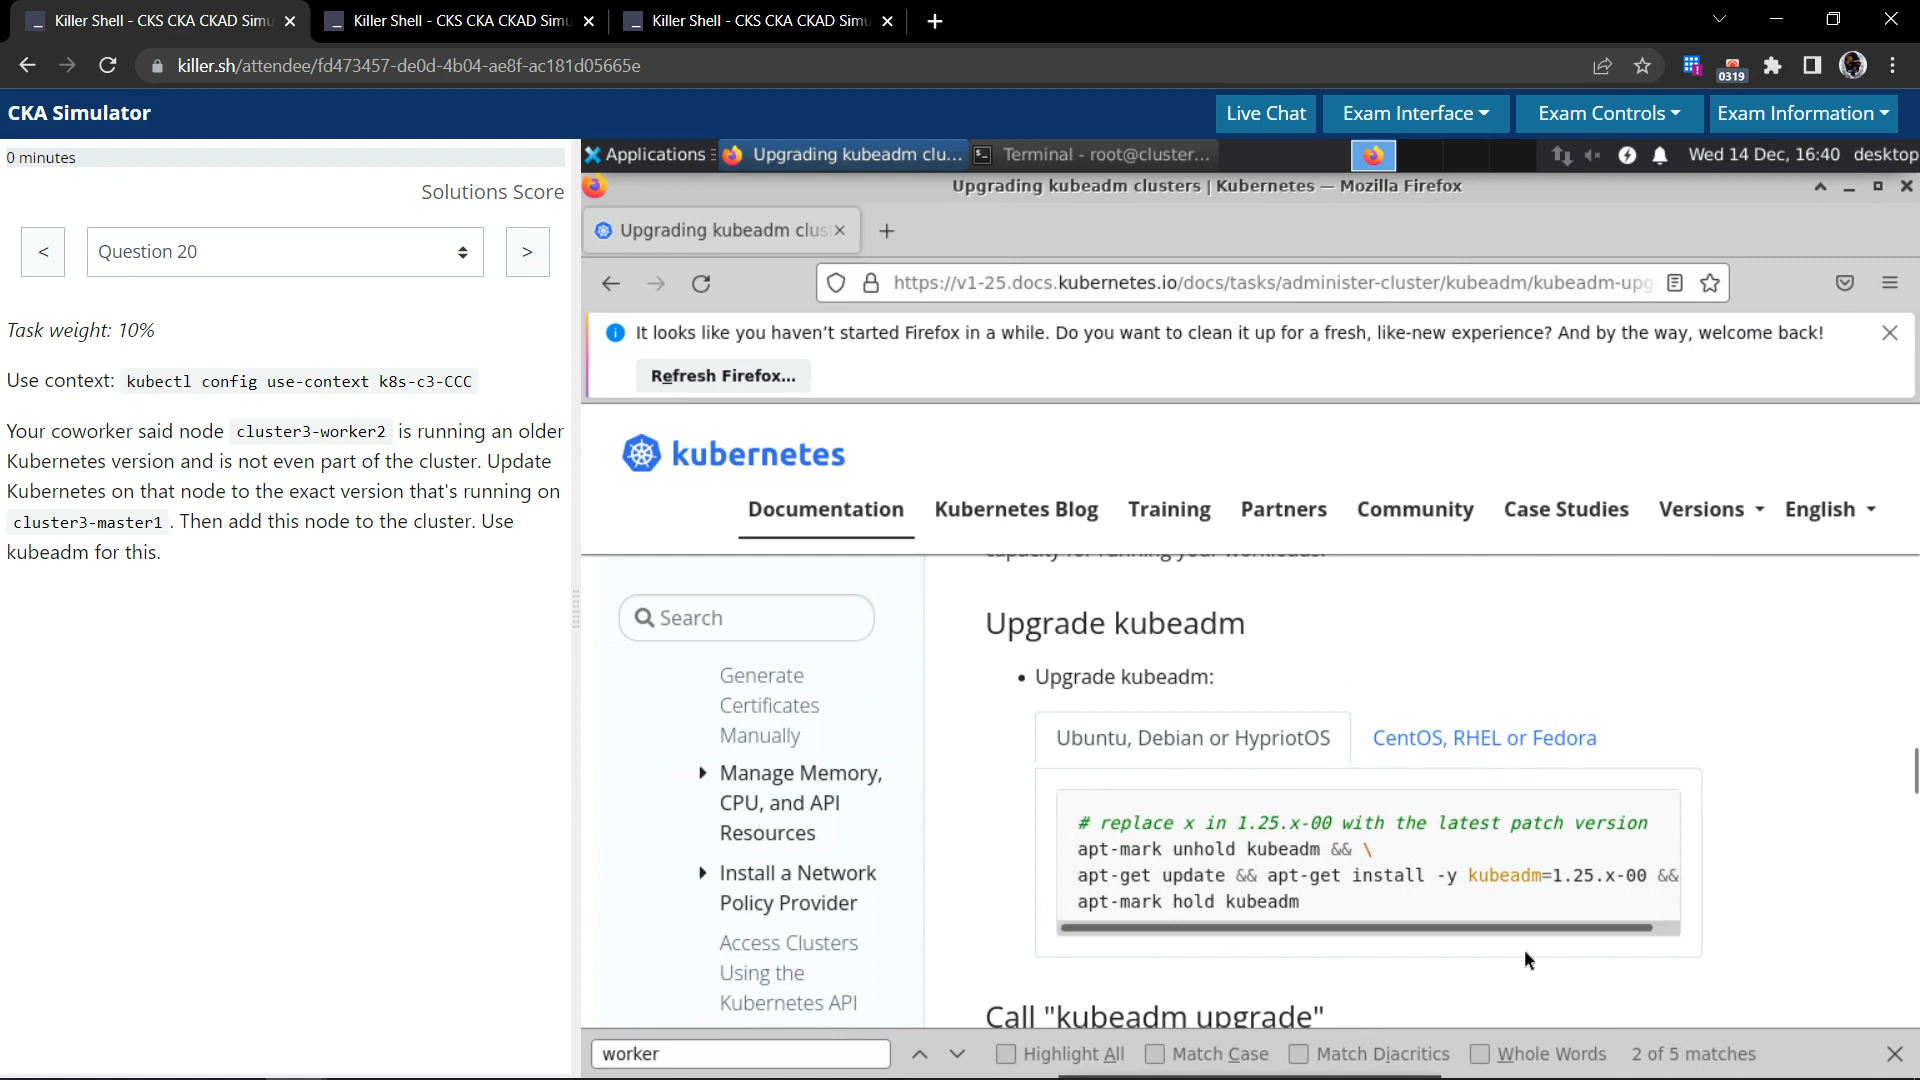 Killer Shell - CKS CKA CKAD Simu
Killer Shell - CKS CKA CKAD Simu
Killer Shell - CKS CKA CKAD Simu
killer.sh/attendee/fd473457-de0d-4b04-ae8f-ac181d05665e
0319
CKA Simulator
Live Chat
Exam Interface
Exam Controls
Exam Information
0 minutes
Solutions Score
<
Question 20
>
Task weight: 10%
Use context: kubectl config use-context k8s-c3-CCC
Your coworker said node cluster3-worker2 is running an older
Kubernetes version and is not even part of the cluster. Update
Kubernetes on that node to the exact version that's running on
cluster3-master1 . Then add this node to the cluster. Use
kubeadm for this.
Applications
Upgrading kubeadm clu...
Terminal - root@cluster...
Wed 14 Dec, 16:40 desktop
Upgrading kubeadm clusters | Kubernetes — Mozilla Firefox
Upgrading kubeadm clus
https://v1-25.docs.kubernetes.io/docs/tasks/administer-cluster/kubeadm/kubeadm-upg
It looks like you haven't started Firefox in a while. Do you want to clean it up for a fresh, like-new experience? And by the way, welcome back!
Refresh Firefox...
kubernetes
Documentation
Kubernetes Blog
Training
Partners
Community
Case Studies
Versions
English
capacity for running your workloads.
Search
Generate
Certificates
Manually
Manage Memory,
CPU, and API
Resources
Install a Network
Policy Provider
Access Clusters
Using the
Kubernetes API
Upgrade kubeadm
• Upgrade kubeadm:
Ubuntu, Debian or HypriotOS
CentOS, RHEL or Fedora
# replace x in 1.25.x-00 with the latest patch version
apt-mark unhold kubeadm && \
apt-get update && apt-get install -y kubeadm=1.25.x-00 &&
apt-mark hold kubeadm
Call "kubeadm upgrade"
worker
Highlight All
Match Case
Match Diacritics
Whole Words
2 of 5 matches